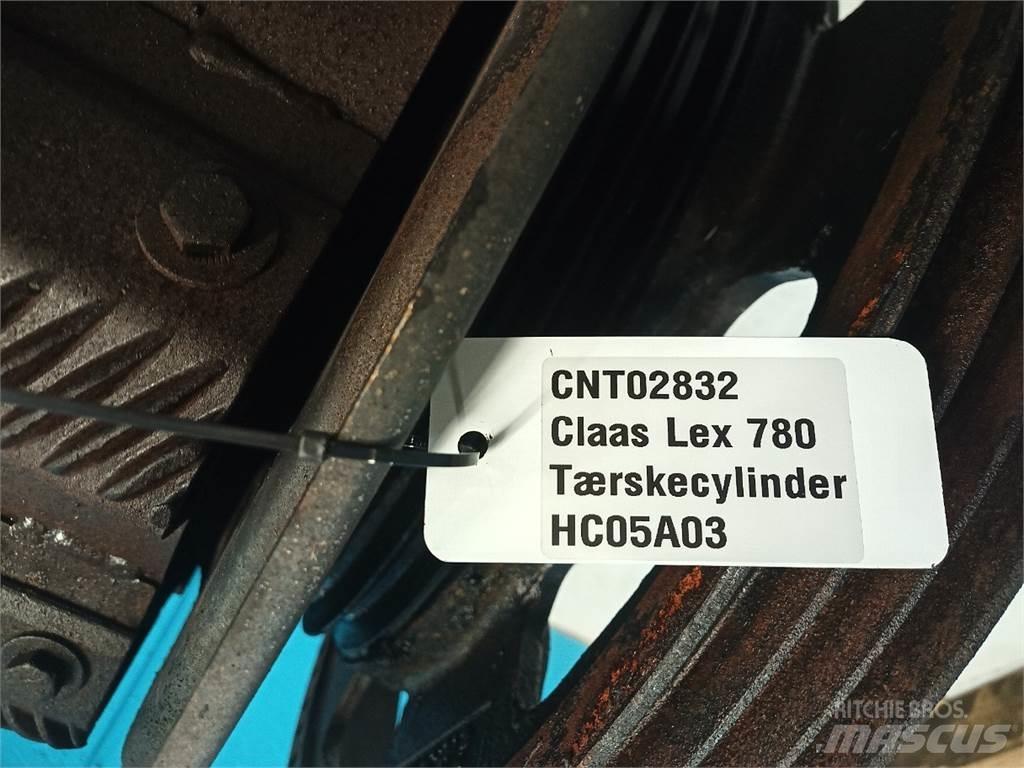 CNT02832
Claas Lex 780
Tærskecylinder
HC05A03
RITCHIE BROS.
MASCUS